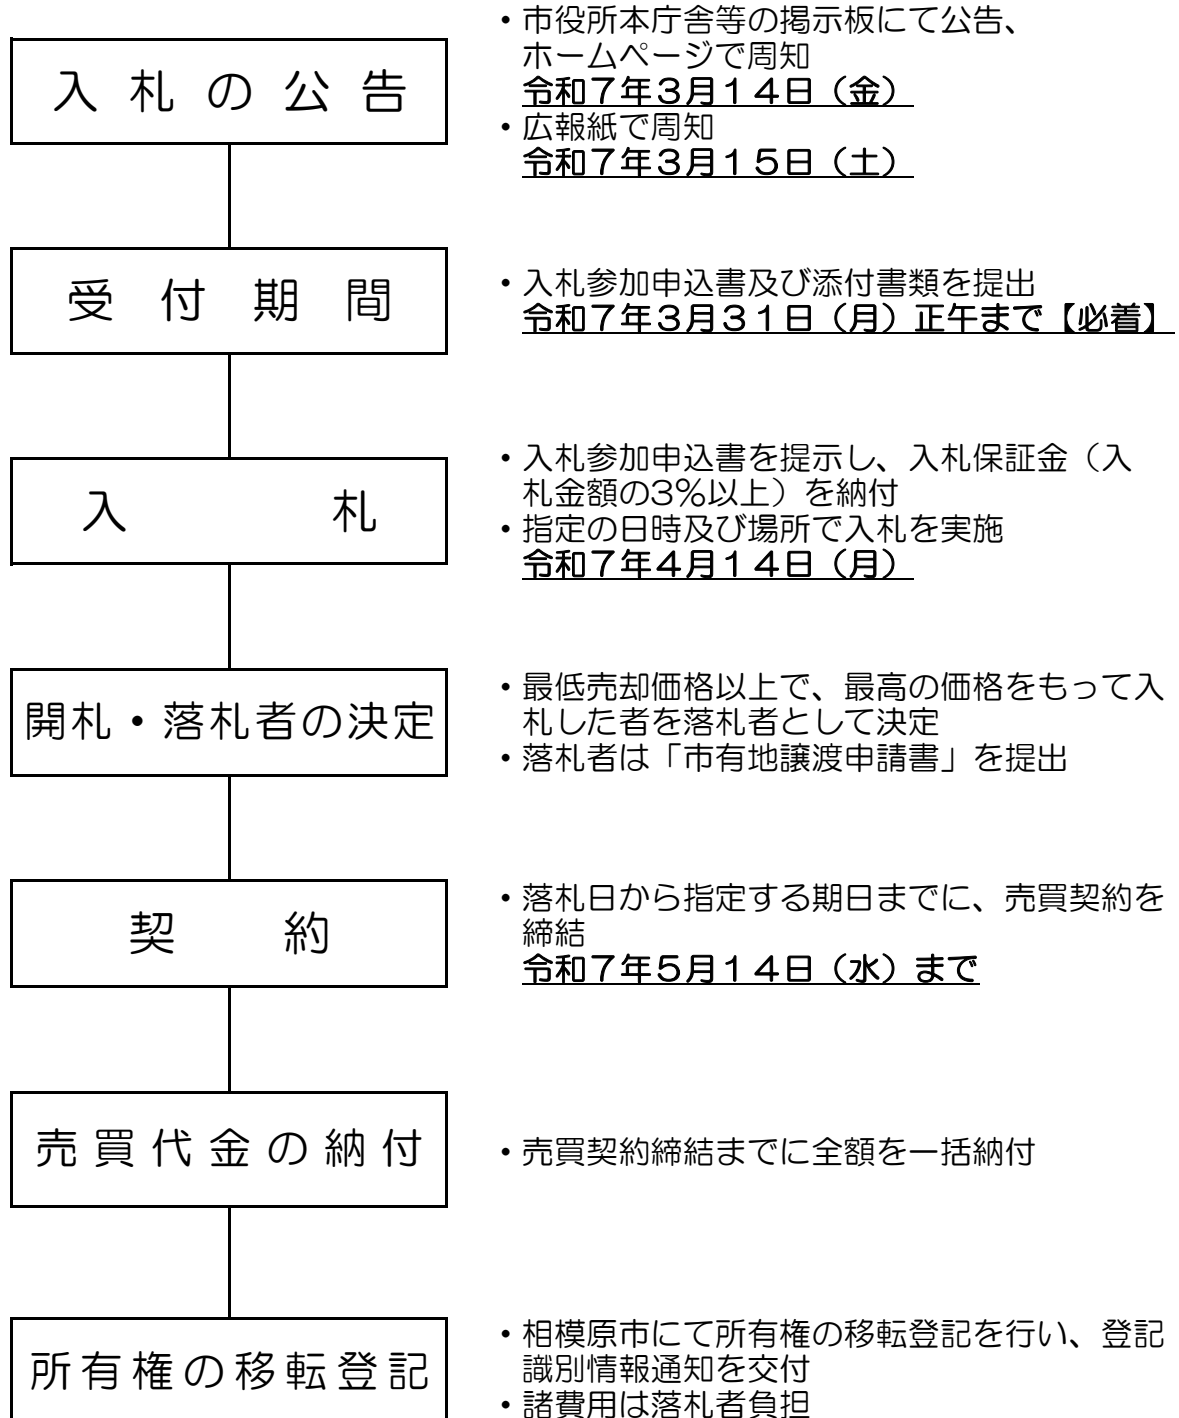 入札の公告
・市役所本庁舎等の掲示板にて公告、
ホームページで周知
令和７年３月１４日（金）
・広報紙で周知
令和７年３月１５日（土）
受付期間
・入札参加申込書及び添付書類を提出
令和７年３月３１日（月）正午まで【必着】
入札
・入札参加申込書を提示し、入札保証金（入
札金額の3％以上）を納付
・指定の日時及び場所で入札を実施
令和７年４月１４日（月）
開札・落札者の決定
・最低売却価格以上で、最高の価格をもって入
札した者を落札者として決定
・落札者は「市有地譲渡申請書」を提出
契約
・落札日から指定する期日までに、売買契約を
締結
令和７年５月１４日（水）まで
売買代金の納付
・売買契約締結までに全額を一括納付
所有権の移転登記
・相模原市にて所有権の移転登記を行い、登記
識別情報通知を交付
・諸費用は落札者負担